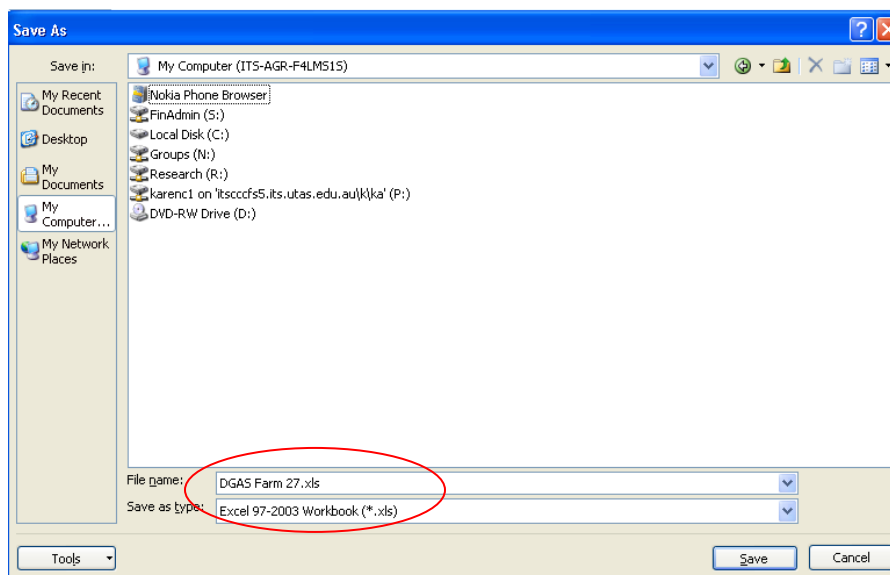 Save As
?
Save in:
My Computer (ITS-AGR-F4LMS1S)
My Recent
Documents
Desktop
My
Documents
My
Computer...
My Network
Places
Nokia Phone Browser
FinAdmin (S:)
Local Disk (C:)
Groups (N:)
Research (R:)
karenc1 on 'itscccfs5.its.utas.edu.au\k\ka' (P:)
DVD-RW Drive (D:)
File name:
DGAS Farm 27.xls
Save as type:
Excel 97-2003 Workbook (*.xls)
Tools
Save
Cancel